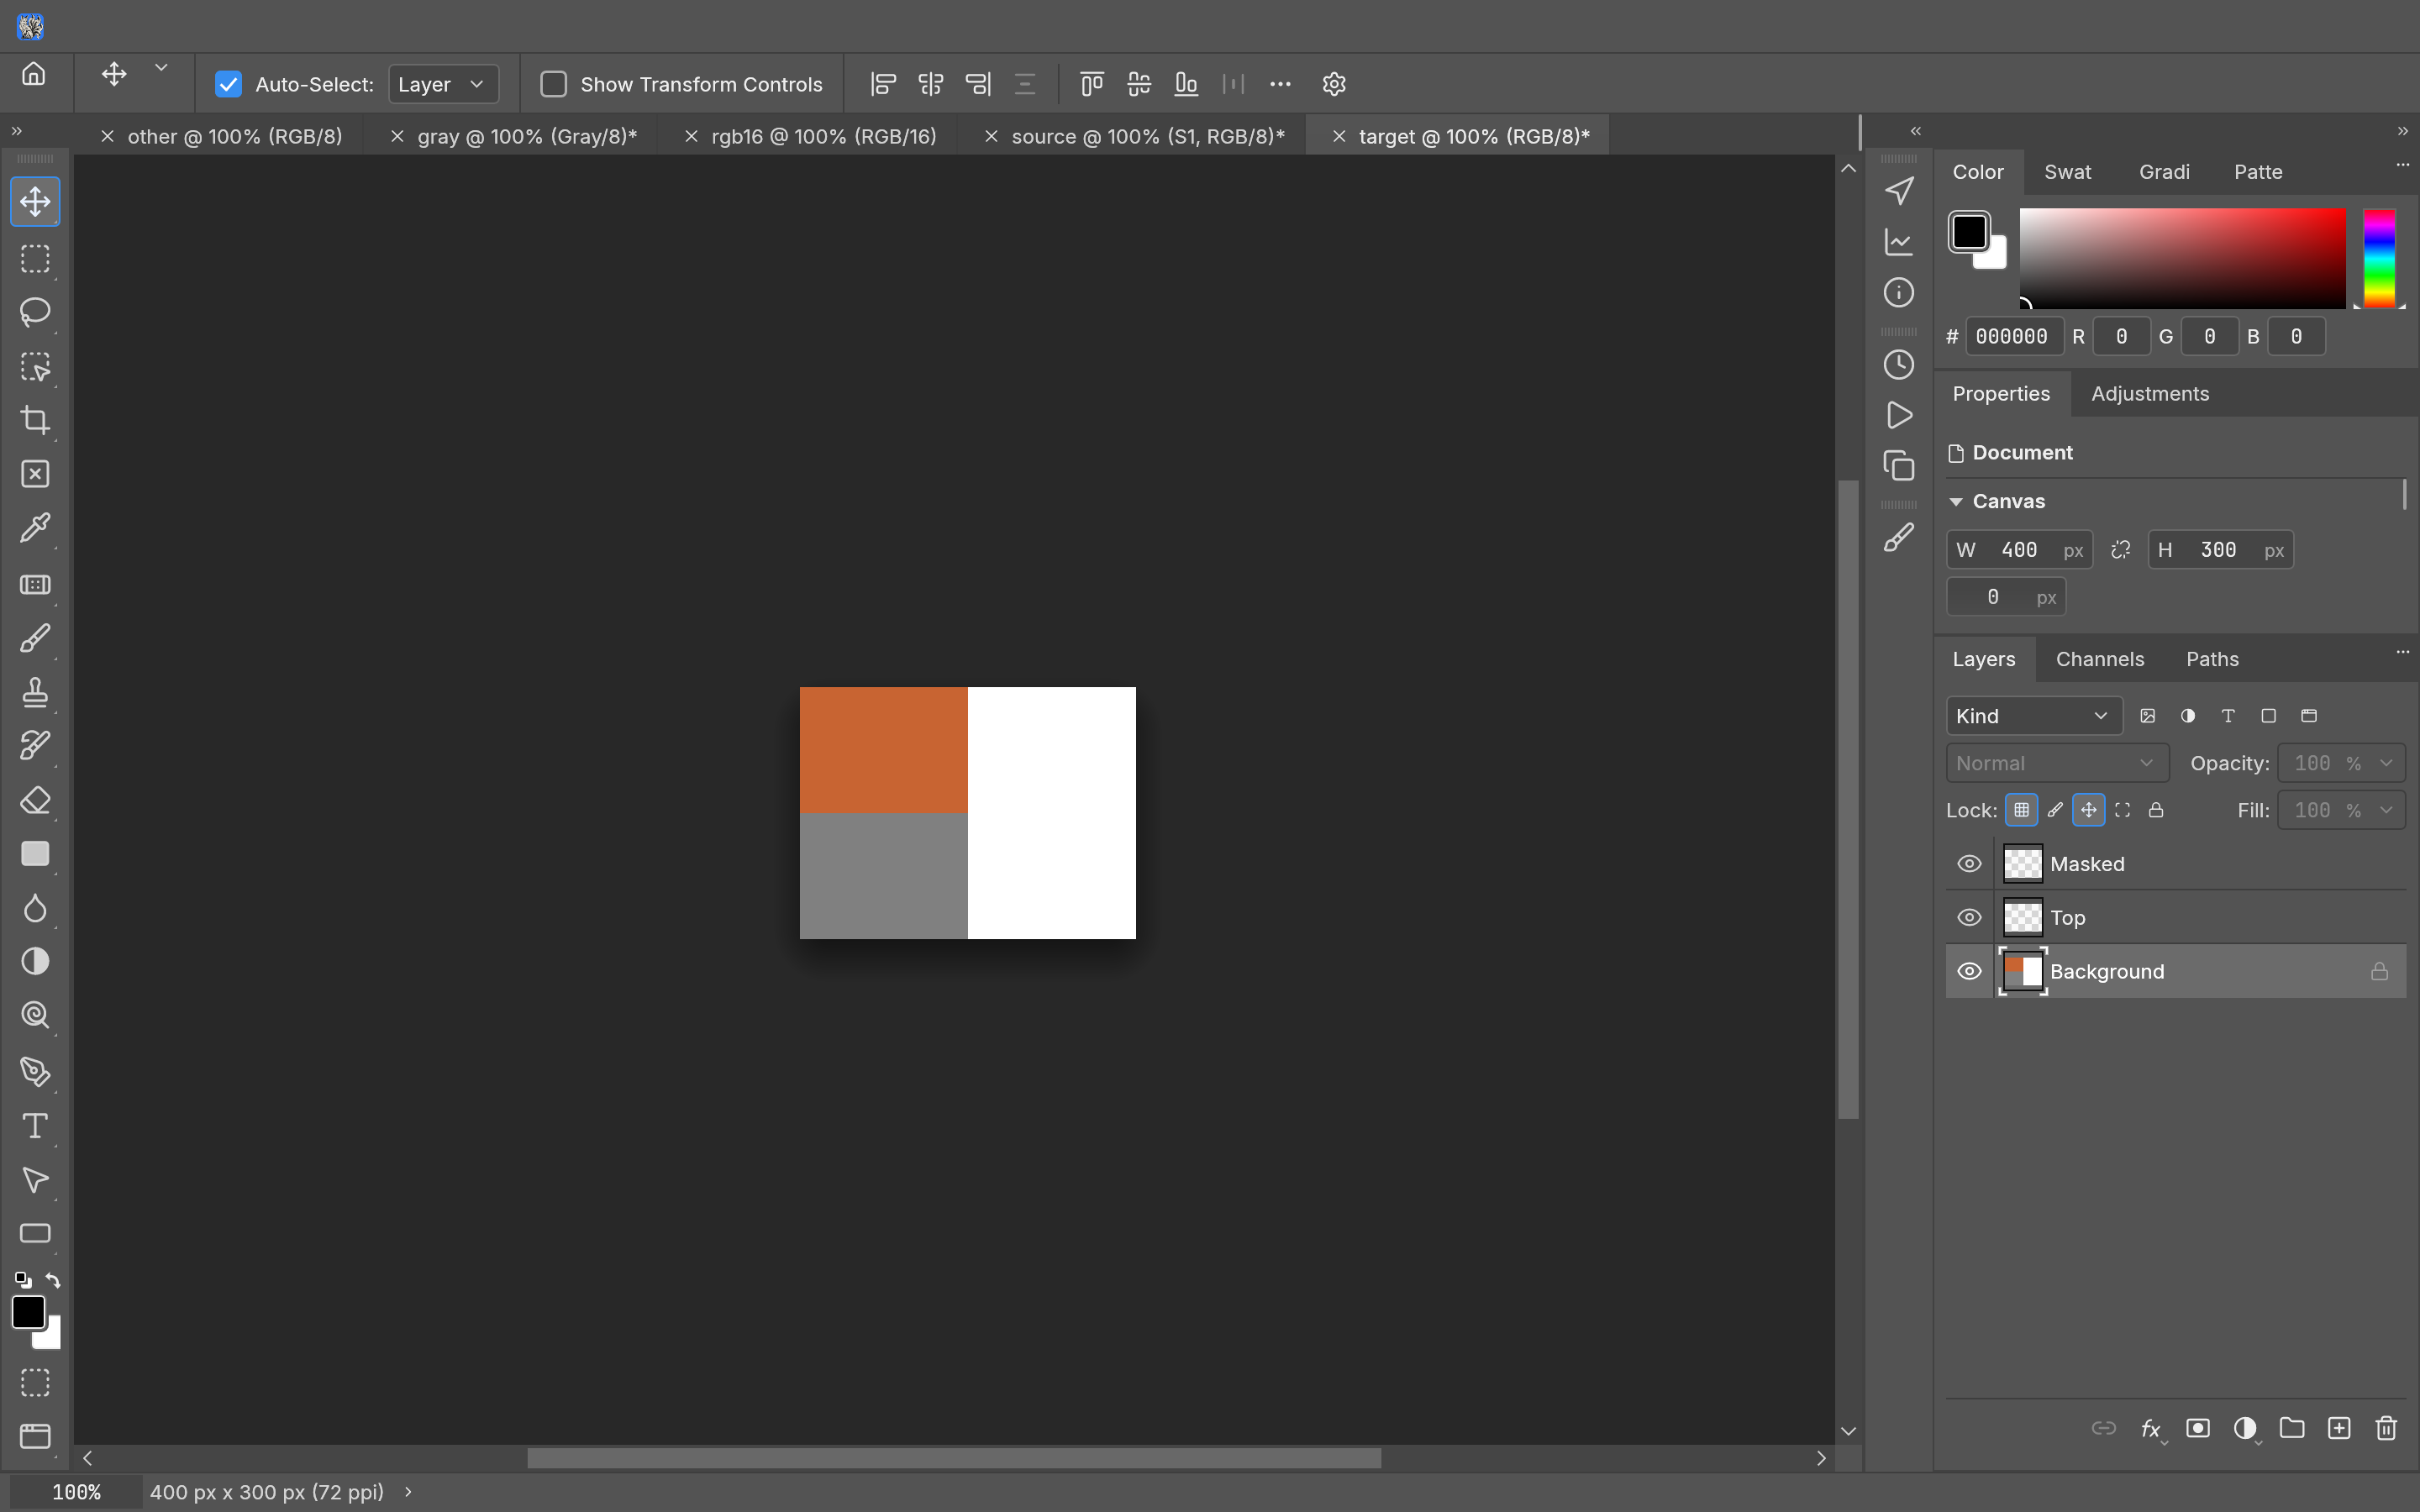 Auto-Select: Layer Show Transform Controls
other @ 100% (RGB/8) gray @ 100% (Gray/8)* rgb16 @ 100% (RGB/16) source @ 100% (S1, RGB/8)* target @ 100% (RGB/8)*
Color Swat Gradi Patte
# 000000 R 0 G 0 B 0
Properties Adjustments
Document
Canvas
W 400 px H 300 px
0 px
Layers Channels Paths
Kind
Normal Opacity: 100 %
Lock: Fill: 100 %
Masked
Top
Background
fx
100% 400 px x 300 px (72 ppi)